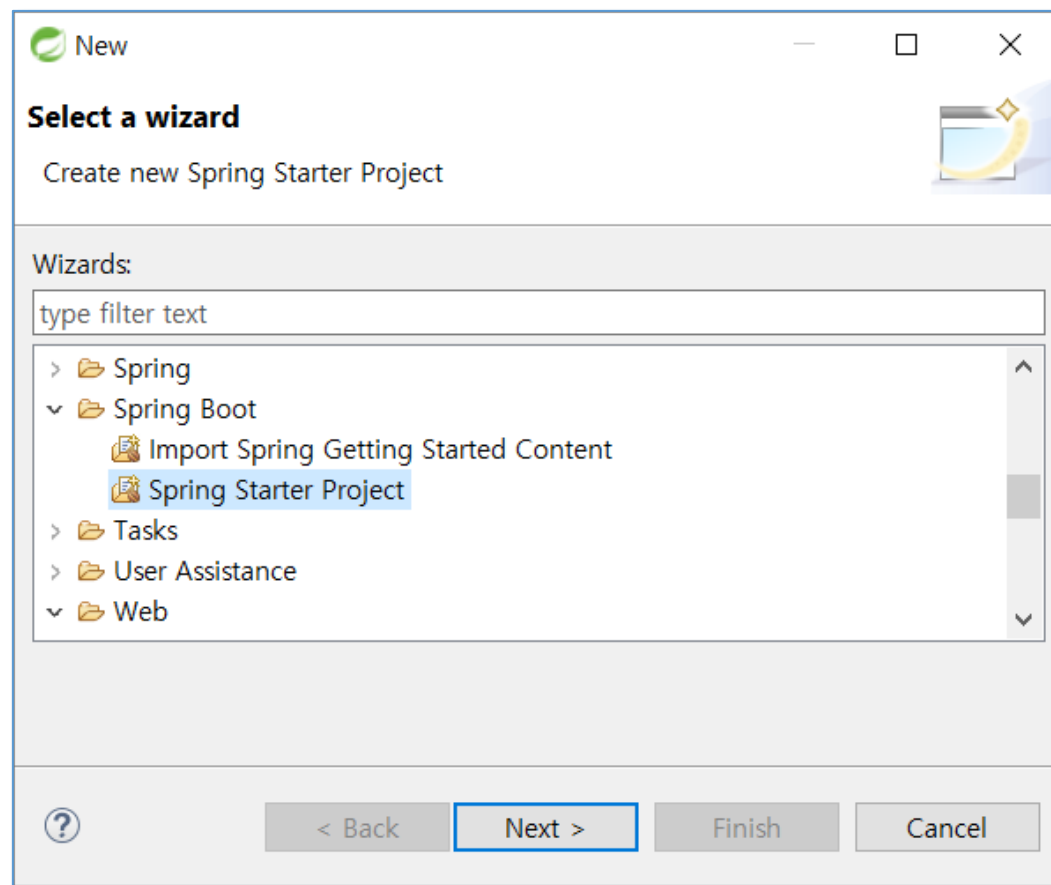 New
Select a wizard
Create new Spring Starter Project
Wizards:
type filter text
Spring
Spring Boot
Import Spring Getting Started Content
Spring Starter Project
Tasks
User Assistance
Web
?
< Back Next > Finish Cancel